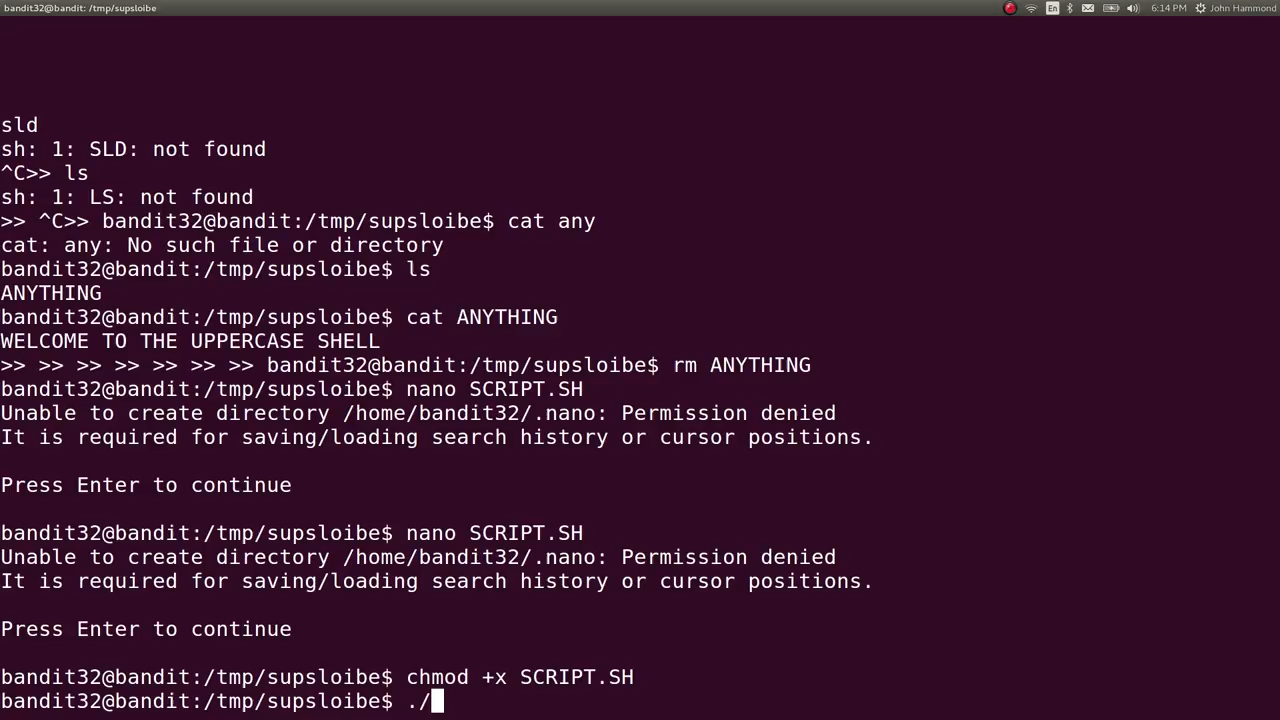 bandit32@bandit: /tmp/supsloibe
En
6:14 PM
John Hammond
sld
sh: 1: SLD: not found
^C>> ls
sh: 1: LS: not found
>> ^C>> bandit32@bandit:/tmp/supsloibe$ cat any
cat: any: No such file or directory
bandit32@bandit:/tmp/supsloibe$ ls
ANYTHING
bandit32@bandit:/tmp/supsloibe$ cat ANYTHING
WELCOME TO THE UPPERCASE SHELL
>> >> >> >> >> >> >> bandit32@bandit:/tmp/supsloibe$ rm ANYTHING
bandit32@bandit:/tmp/supsloibe$ nano SCRIPT.SH
Unable to create directory /home/bandit32/.nano: Permission denied
It is required for saving/loading search history or cursor positions.
Press Enter to continue
bandit32@bandit:/tmp/supsloibe$ nano SCRIPT.SH
Unable to create directory /home/bandit32/.nano: Permission denied
It is required for saving/loading search history or cursor positions.
Press Enter to continue
bandit32@bandit:/tmp/supsloibe$ chmod +x SCRIPT.SH
bandit32@bandit:/tmp/supsloibe$ ./